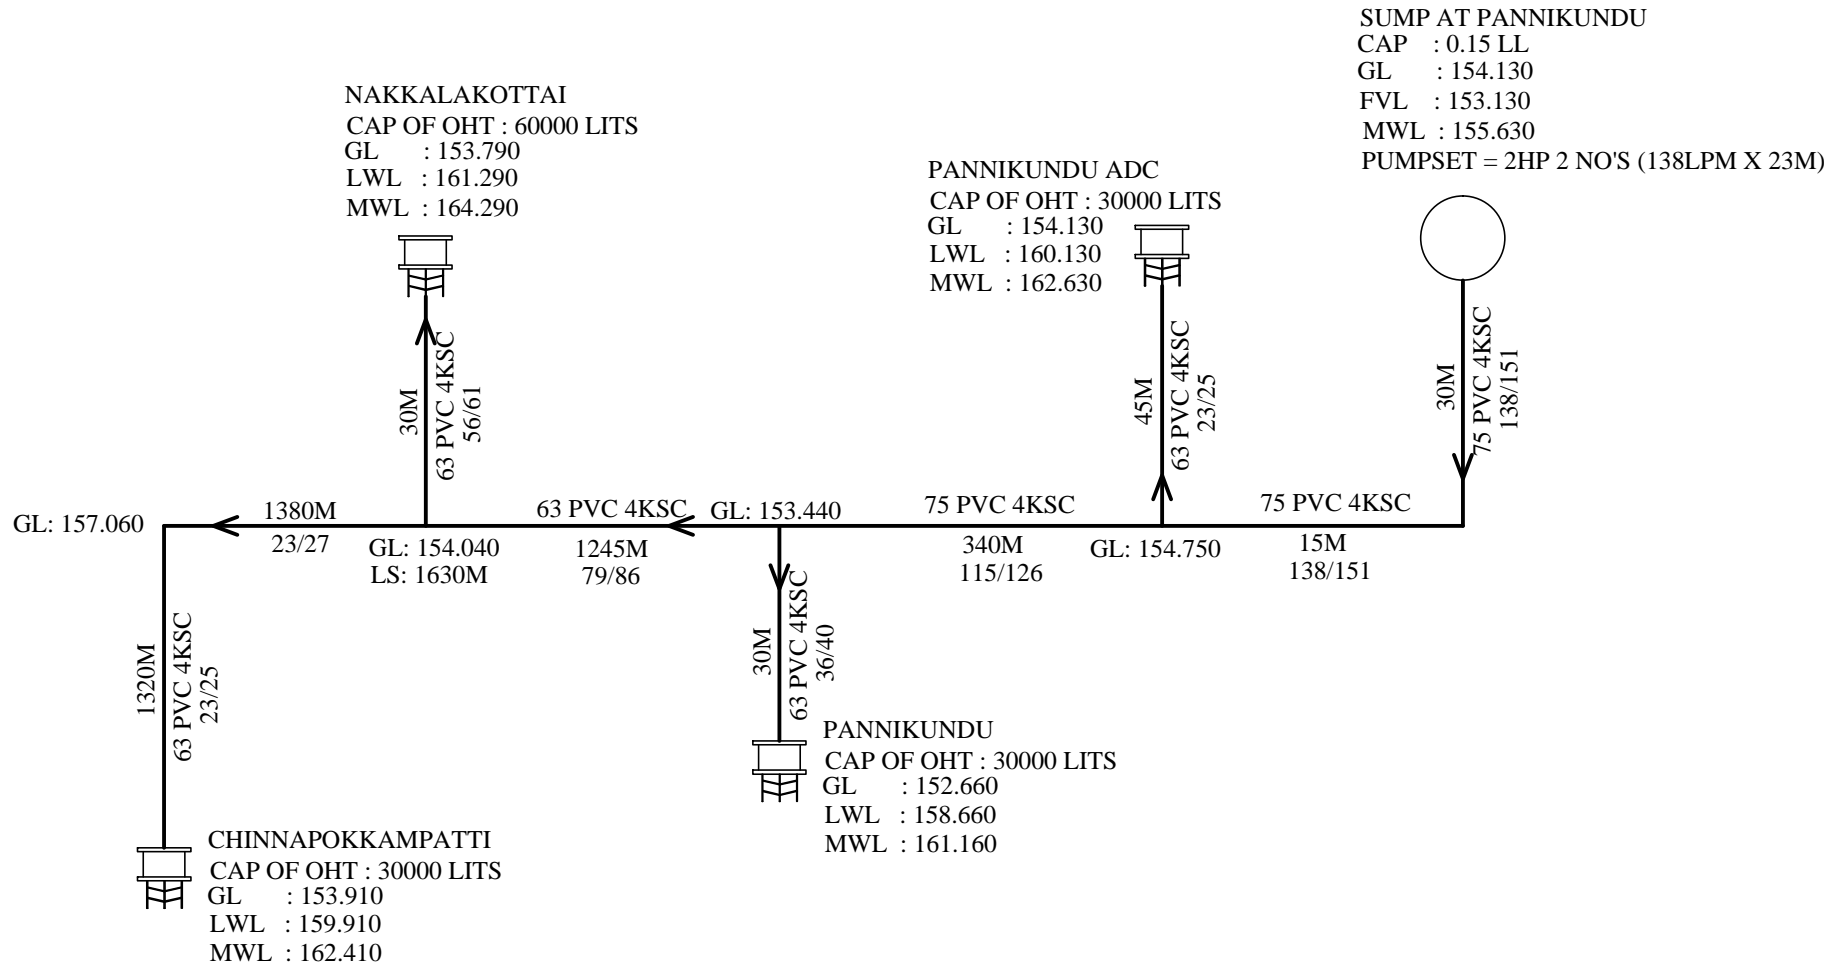 SUMP AT PANNIKUNDU
CAP : 0.15 LL
GL : 154.130
FVL : 153.130
MWL : 155.630
PUMPSET = 2HP 2 NO'S (138LPM X 23M)
NAKKALAKOTTAI
CAP OF OHT : 60000 LITS
GL : 153.790
LWL : 161.290
MWL : 164.290
PANNIKUNDU ADC
CAP OF OHT : 30000 LITS
GL : 154.130
LWL : 160.130
MWL : 162.630
30M
63 PVC 4KSC
56/61
45M
63 PVC 4KSC
23/25
30M
75 PVC 4KSC
138/151
GL: 157.060
1380M
23/27
GL: 154.040
LS: 1630M
63 PVC 4KSC
1245M
79/86
GL: 153.440
75 PVC 4KSC
340M
115/126
GL: 154.750
75 PVC 4KSC
15M
138/151
1320M
63 PVC 4KSC
23/25
30M
63 PVC 4KSC
36/40
PANNIKUNDU
CAP OF OHT : 30000 LITS
GL : 152.660
LWL : 158.660
MWL : 161.160
CHINNAPOKKAMPATTI
CAP OF OHT : 30000 LITS
GL : 153.910
LWL : 159.910
MWL : 162.410